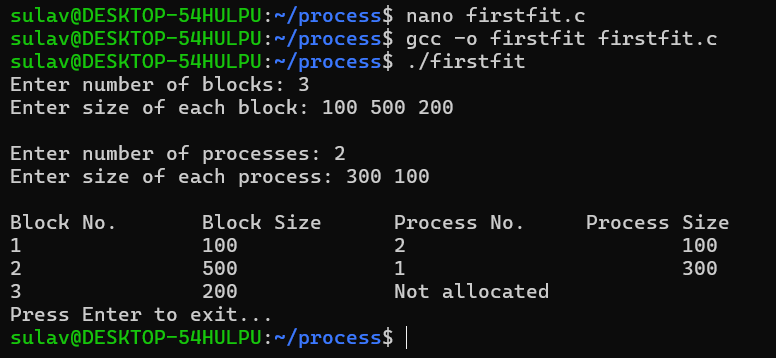 sulav@DESKTOP-54HULPU:~/process$ nano firstfit.c
sulav@DESKTOP-54HULPU:~/process$ gcc -o firstfit firstfit.c
sulav@DESKTOP-54HULPU:~/process$ ./firstfit
Enter number of blocks: 3
Enter size of each block: 100 500 200

Enter number of processes: 2
Enter size of each process: 300 100

Block No.       Block Size      Process No.     Process Size
1               100             2                       100
2               500             1                       300
3               200             Not allocated
Press Enter to exit...
sulav@DESKTOP-54HULPU:~/process$